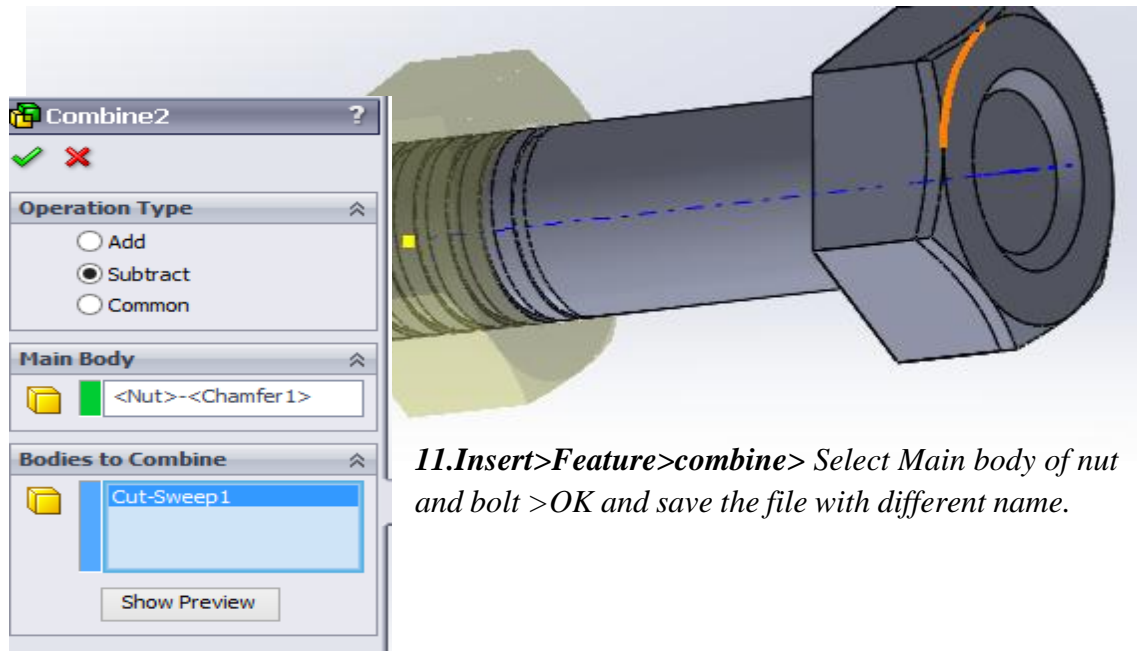 Combine2 ?
Operation Type
Add
Subtract
Common
Main Body
<Nut>-<Chamfer1>
Bodies to Combine
Cut-Sweep1
Show Preview
11.Insert>Feature>combine> Select Main body of nut
and bolt >OK and save the file with different name.